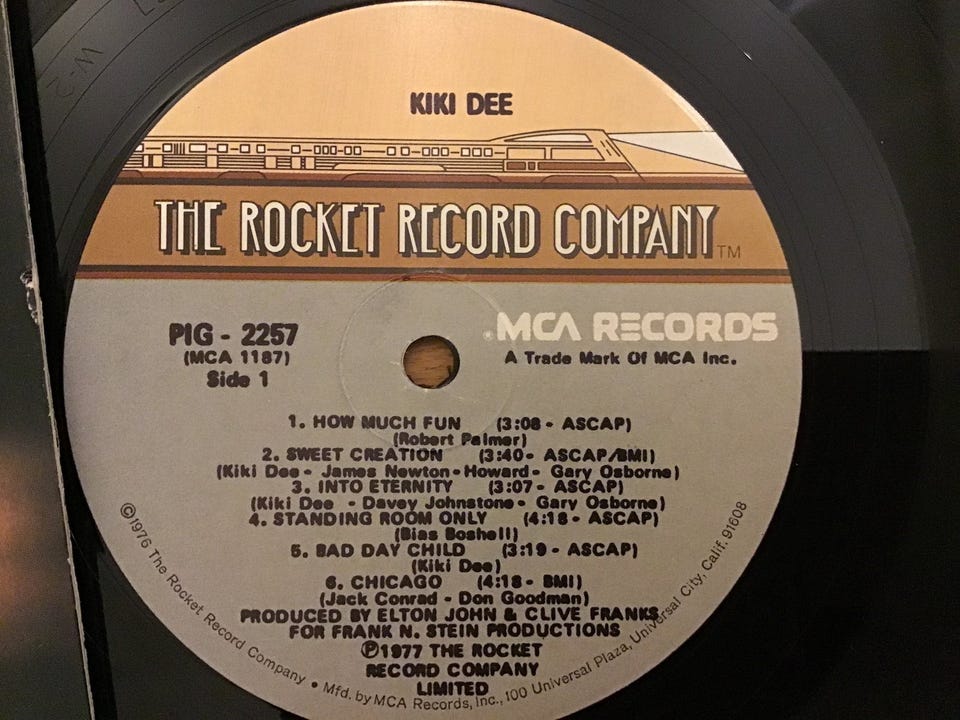 KIKI DEE
THE ROCKET RECORD COMPANY TM
PIG - 2257
(MCA 1187)
Side 1
MCA RECORDS
A Trade Mark Of MCA Inc.
1. HOW MUCH FUN (3:08 - ASCAP)
(Robert Palmer)
2. SWEET CREATION (3:40 - ASCAP/BMI)
(Kiki Dee - James Newton - Howard - Gary Osborne)
3. INTO ETERNITY (3:07 - ASCAP)
(Kiki Dee - Davey Johnstone - Gary Osborne)
4. STANDING ROOM ONLY (4:18 - ASCAP)
(Bias Boshell)
5. BAD DAY CHILD (3:19 - ASCAP)
(Kiki Dee)
6. CHICAGO (4:18 - BMI)
(Jack Conrad - Don Goodman)
PRODUCED BY ELTON JOHN & CLIVE FRANKS
FOR FRANK N. STEIN PRODUCTIONS
℗1977 THE ROCKET
RECORD COMPANY
LIMITED
©1976 The Rocket Record Company • Mfd. by MCA Records, Inc., 100 Universal Plaza, Universal City, Calif. 91608